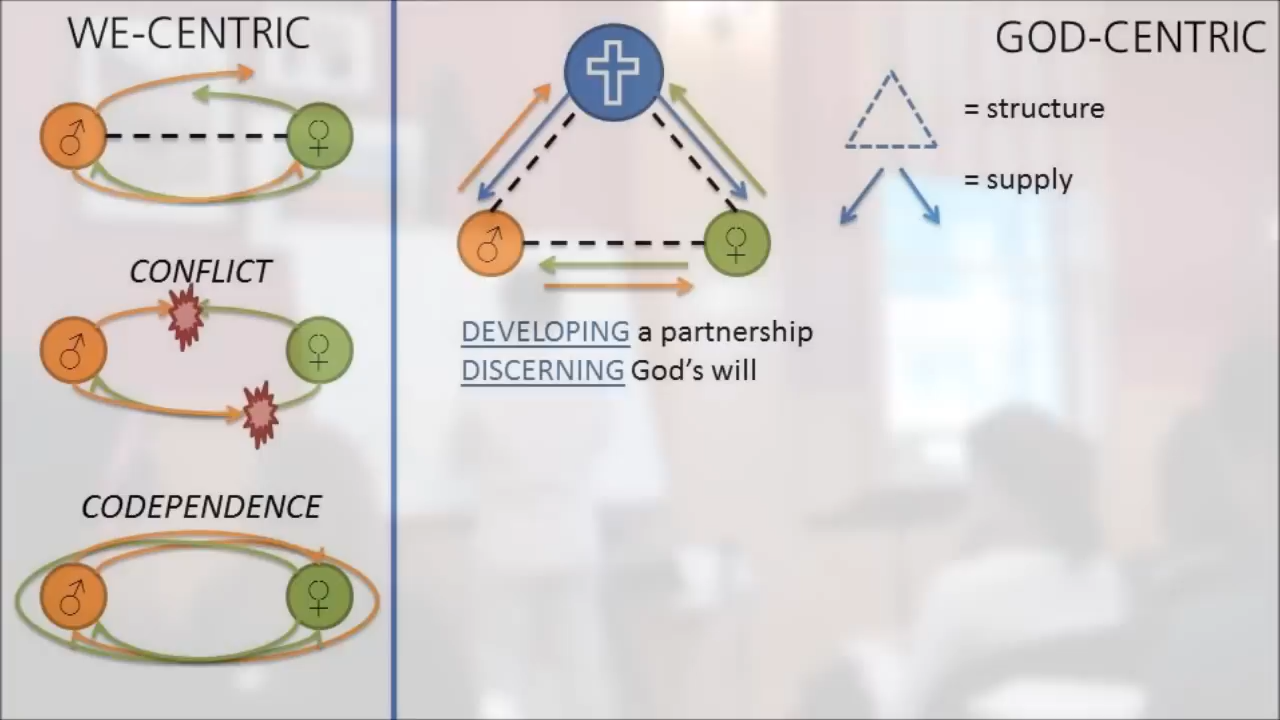 WE-CENTRIC
CONFLICT
CODEPENDENCE
GOD-CENTRIC
= structure
= supply
DEVELOPING a partnership
DISCERNING God's will